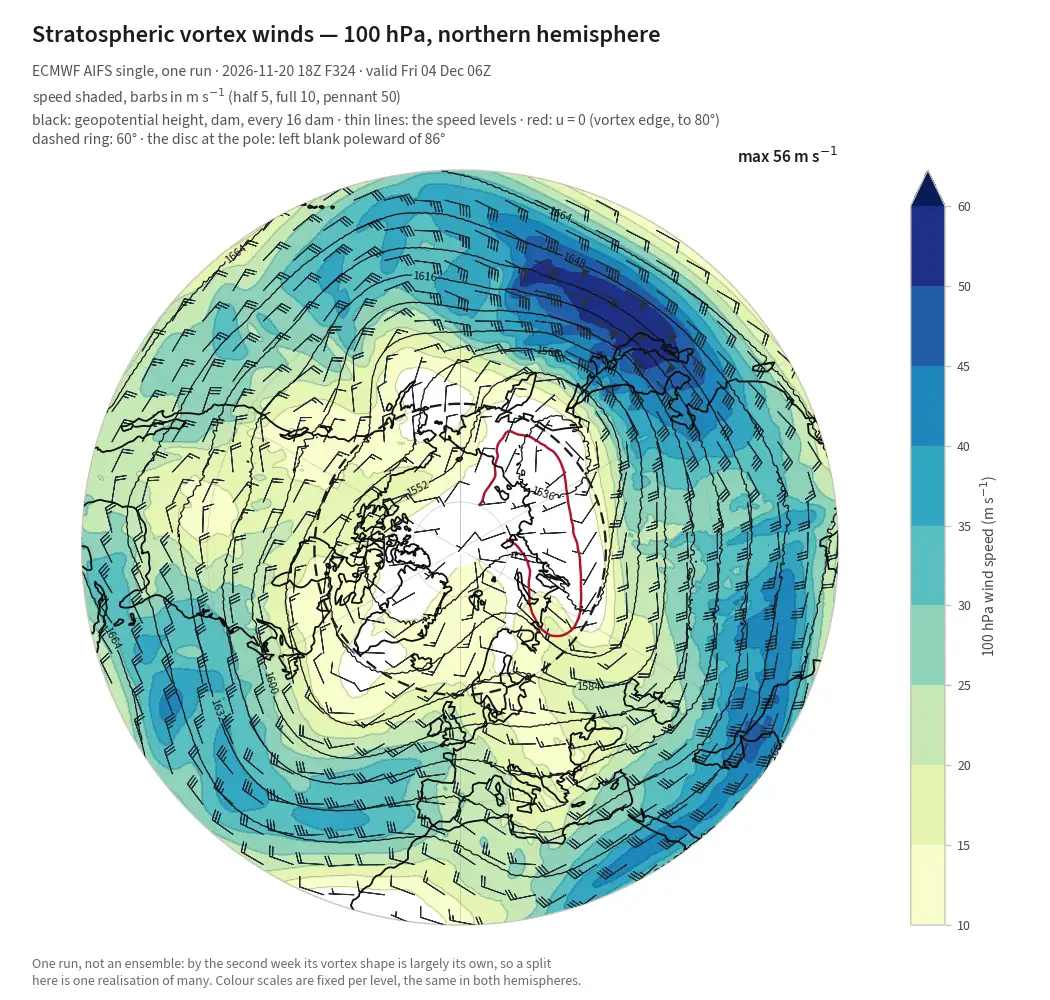 Stratospheric vortex winds — 100 hPa, northern hemisphere
ECMWF AIFS single, one run · 2026-11-20 18Z F324 · valid Fri 04 Dec 06Z
speed shaded, barbs in m s⁻¹ (half 5, full 10, pennant 50)
black: geopotential height, dam, every 16 dam · thin lines: the speed levels · red: u = 0 (vortex edge, to 80°)
dashed ring: 60° · the disc at the pole: left blank poleward of 86°
max 56 m s⁻¹
1664
1664
1648
1616
1552
1536
1584
1600
1632
1664
60
50
45
40
35
30
25
20
15
10
100 hPa wind speed (m s⁻¹)
One run, not an ensemble: by the second week its vortex shape is largely its own, so a split
here is one realisation of many. Colour scales are fixed per level, the same in both hemispheres.